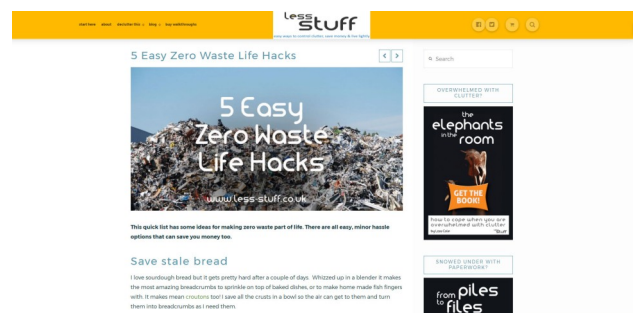 start here about declutter this blog buy walkthroughs
less
stuff
easy ways to control clutter, save money & live lightly
5 Easy Zero Waste Life Hacks
5 Easy
Zero Waste
Life Hacks
www.less-stuff.co.uk
This quick list has some ideas for making zero waste part of life. There are all easy, minor hassle
options that can save you money too.
Save stale bread
I love sourdough bread but it gets pretty hard after a couple of days. Whizzed up in a blender it makes
the most amazing breadcrumbs to sprinkle on top of baked dishes, or to make home made fish fingers
with. It makes mean croutons too! I save all the crusts in a bowl so the air can get to them and turn
them into breadcrumbs as i need them.
Search
OVERWHELMED WITH
CLUTTER?
the
elephants
in the
room
GET THE
BOOK!
how to cope when you are
overwhelmed with clutter
SNOWED UNDER WITH
PAPERWORK?
from piles
to files